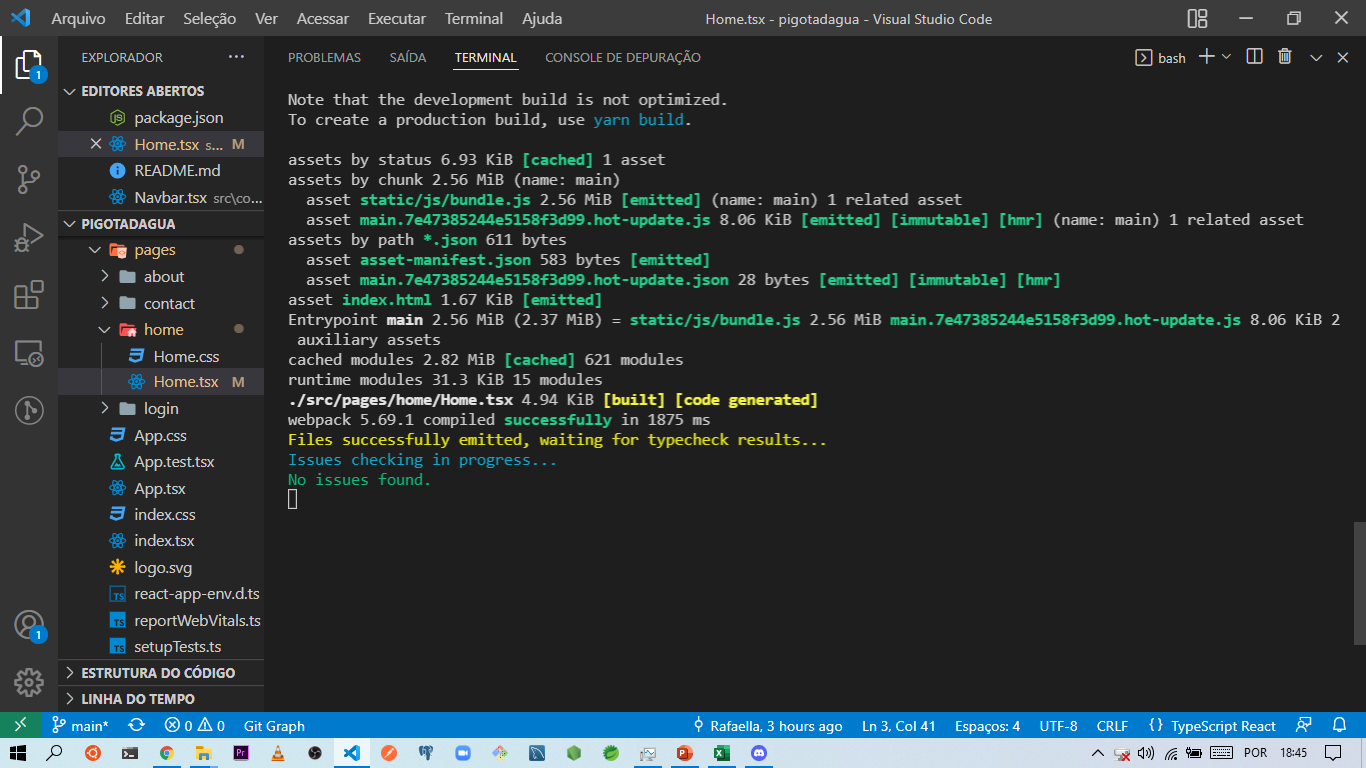 Arquivo Editar Seleção Ver Acessar Executar Terminal Ajuda
Home.tsx - pigotadagua - Visual Studio Code
EXPLORADOR
1
EDITORES ABERTOS
package.json
Home.tsx s... M
README.md
Navbar.tsx src\co...
PIGOTADAGUA
pages
about
contact
home
Home.css
Home.tsx M
login
App.css
App.test.tsx
App.tsx
index.css
index.tsx
logo.svg
react-app-env.d.ts
reportWebVitals.ts
setupTests.ts
1
ESTRUTURA DO CÓDIGO
LINHA DO TEMPO
PROBLEMAS SAÍDA TERMINAL CONSOLE DE DEPURAÇÃO
bash
Note that the development build is not optimized.
To create a production build, use yarn build.
assets by status 6.93 KiB [cached] 1 asset
assets by chunk 2.56 MiB (name: main)
asset static/js/bundle.js 2.56 MiB [emitted] (name: main) 1 related asset
asset main.7e47385244e5158f3d99.hot-update.js 8.06 KiB [emitted] [immutable] [hmr] (name: main) 1 related asset
assets by path *.json 611 bytes
asset asset-manifest.json 583 bytes [emitted]
asset main.7e47385244e5158f3d99.hot-update.json 28 bytes [emitted] [immutable] [hmr]
asset index.html 1.67 KiB [emitted]
Entrypoint main 2.56 MiB (2.37 MiB) = static/js/bundle.js 2.56 MiB main.7e47385244e5158f3d99.hot-update.js 8.06 KiB 2
auxiliary assets
cached modules 2.82 MiB [cached] 621 modules
runtime modules 31.3 KiB 15 modules
./src/pages/home/Home.tsx 4.94 KiB [built] [code generated]
webpack 5.69.1 compiled successfully in 1875 ms
Files successfully emitted, waiting for typecheck results...
Issues checking in progress...
No issues found.
main* 0 0 Git Graph
Rafaella, 3 hours ago Ln 3, Col 41 Espaços: 4 UTF-8 CRLF {} TypeScript React
POR 18:45